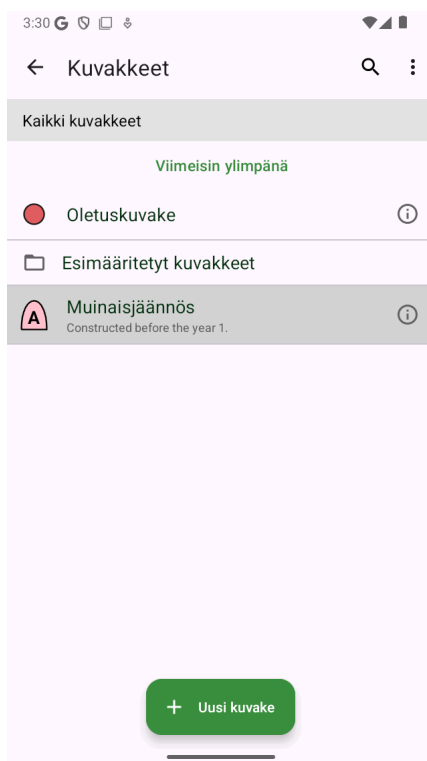 3:30
Kuvakkeet
Kaikki kuvakkeet
Viimeisin ylimpänä
Oletuskuvake
Esimääritetyt kuvakkeet
A Muinaisjäännös
Constructed before the year 1.
+ Uusi kuvake